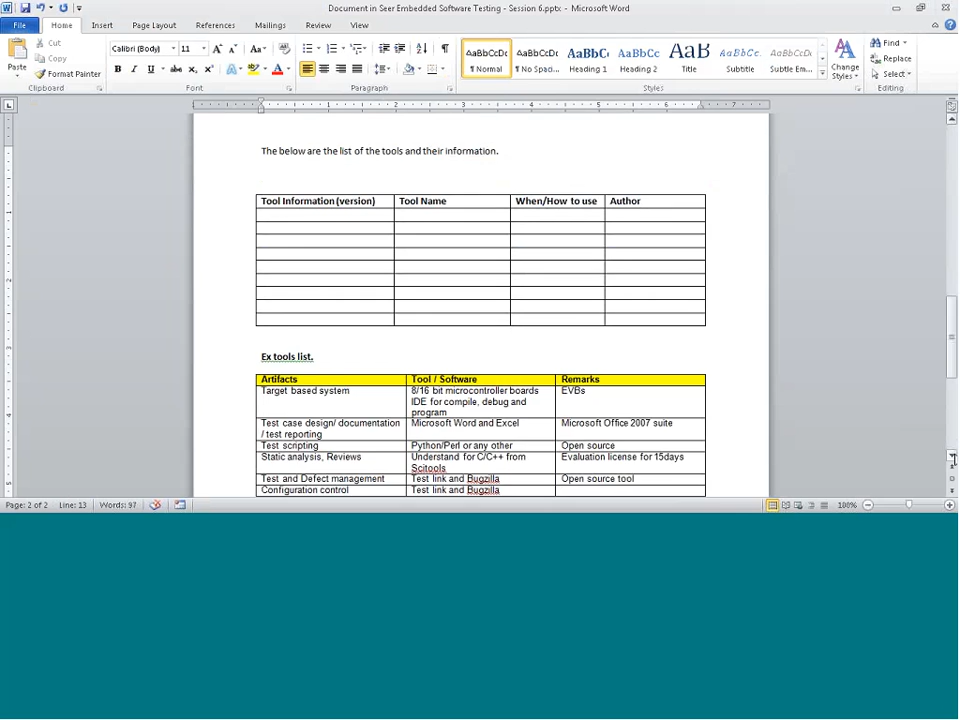 Document in Seer Embedded Software Testing - Session 6.pptx - Microsoft Word
File Home Insert Page Layout References Mailings Review View
Paste
Cut
Copy
Format Painter
Clipboard
Calibri (Body) 11
Font
Paragraph
AaBbCcDc AaBbCcDc AaBbC AaBbCc AaB AaBbCc. AaBbCcDc
¶ Normal ¶ No Spaci... Heading 1 Heading 2 Title Subtitle Subtle Em...
Styles
Change
Styles
Find
Replace
Select
Editing
The below are the list of the tools and their information.
Tool Information (version) Tool Name When/How to use Author
Ex tools list.
Artifacts Tool / Software Remarks
Target based system 8/16 bit microcontroller boards EVBs
IDE for compile, debug and
program
Test case design/ documentation Microsoft Word and Excel Microsoft Office 2007 suite
/ test reporting
Test scripting Python/Perl or any other Open source
Static analysis, Reviews Understand for C/C++ from Evaluation license for 15days
Scitools
Test and Defect management Test link and Bugzilla Open source tool
Configuration control Test link and Bugzilla
Page: 2 of 2 Line: 13 Words: 97 100%